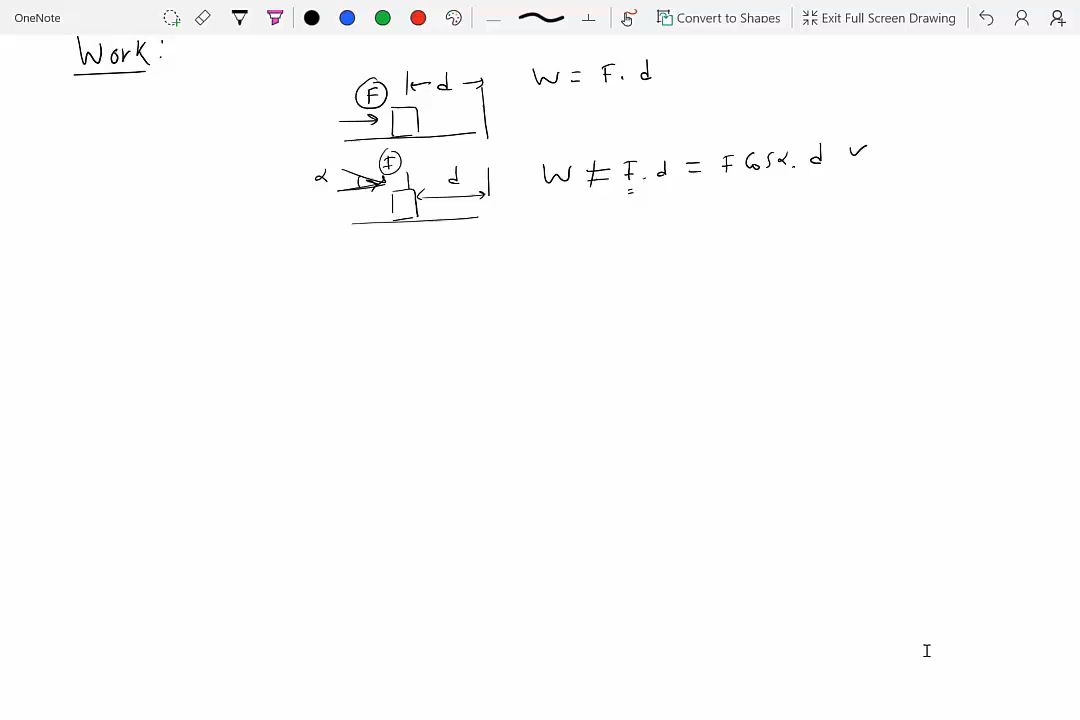 OneNote
Convert to Shapes
Exit Full Screen Drawing
Work:
F d W = F. d
α F d W ≠ F. d = F Cosα. d ✓